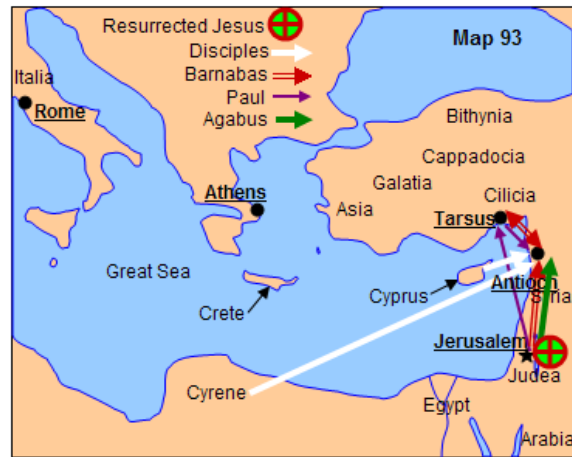 Resurrected Jesus
Map 93
Disciples
Barnabas
Paul
Agabus
Italia
Rome
Bithynia
Cappadocia
Galatia
Athens
Asia
Cilicia
Tarsus
Great Sea
Antioch
Cyprus
Syria
Crete
Jerusalem
Judea
Cyrene
Egypt
Arabia